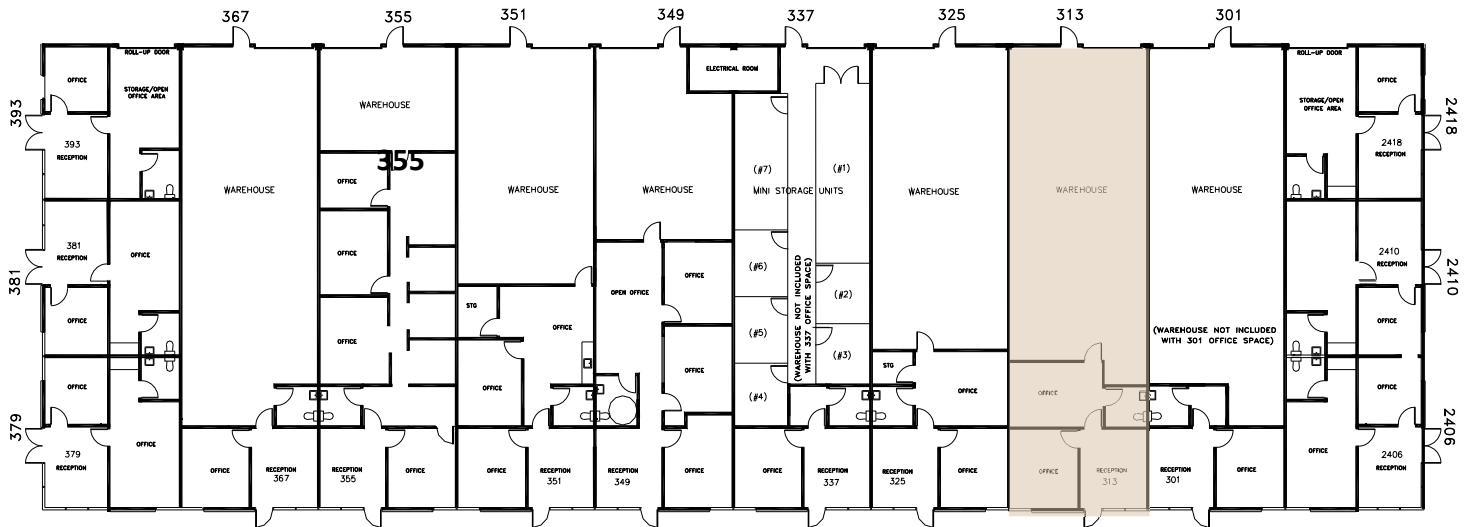 367 355 351 349 337 325 313 301
ROLL-UP DOOR
ROLL-UP DOOR
OFFICE
ELECTRICAL ROOM
OFFICE
STORAGE/OPEN
OFFICE AREA
WAREHOUSE
STORAGE/OPEN
OFFICE AREA
393
2418
393
RECEPTION
2418
RECEPTION
355
(#7)
(#1)
OFFICE
WAREHOUSE
WAREHOUSE
WAREHOUSE
MINI STORAGE UNITS
WAREHOUSE
WAREHOUSE
WAREHOUSE
381
381
RECEPTION
OFFICE
OFFICE
2410
RECEPTION
2410
(#6)
OFFICE
OPEN OFFICE
(#2)
STG
OFFICE
OFFICE
OFFICE
OFFICE
(#5)
(WAREHOUSE NOT INCLUDED
WITH 337 OFFICE SPACE)
(WAREHOUSE NOT INCLUDED
WITH 301 OFFICE SPACE)
(#3)
STG
OFFICE
OFFICE
OFFICE
OFFICE
OFFICE
OFFICE
(#4)
379
2406
379
RECEPTION
OFFICE
OFFICE
RECEPTION
367
RECEPTION
355
OFFICE
OFFICE
RECEPTION
351
RECEPTION
349
OFFICE
OFFICE
RECEPTION
337
RECEPTION
325
OFFICE
OFFICE
RECEPTION
313
RECEPTION
301
OFFICE
OFFICE
2406
RECEPTION